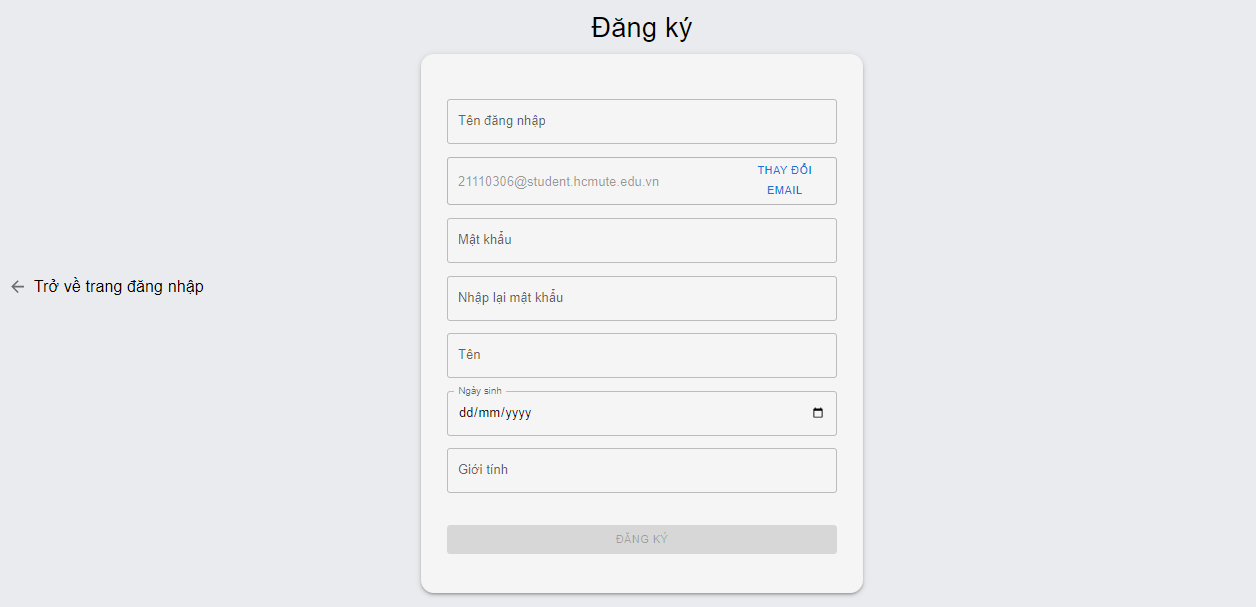 Đăng ký
Tên đăng nhập
21110306@student.hcmute.edu.vn
THAY ĐỔI
EMAIL
Mật khẩu
Nhập lại mật khẩu
Trở về trang đăng nhập
Tên
Ngày sinh
dd/mm/yyyy
Giới tính
ĐĂNG KÝ